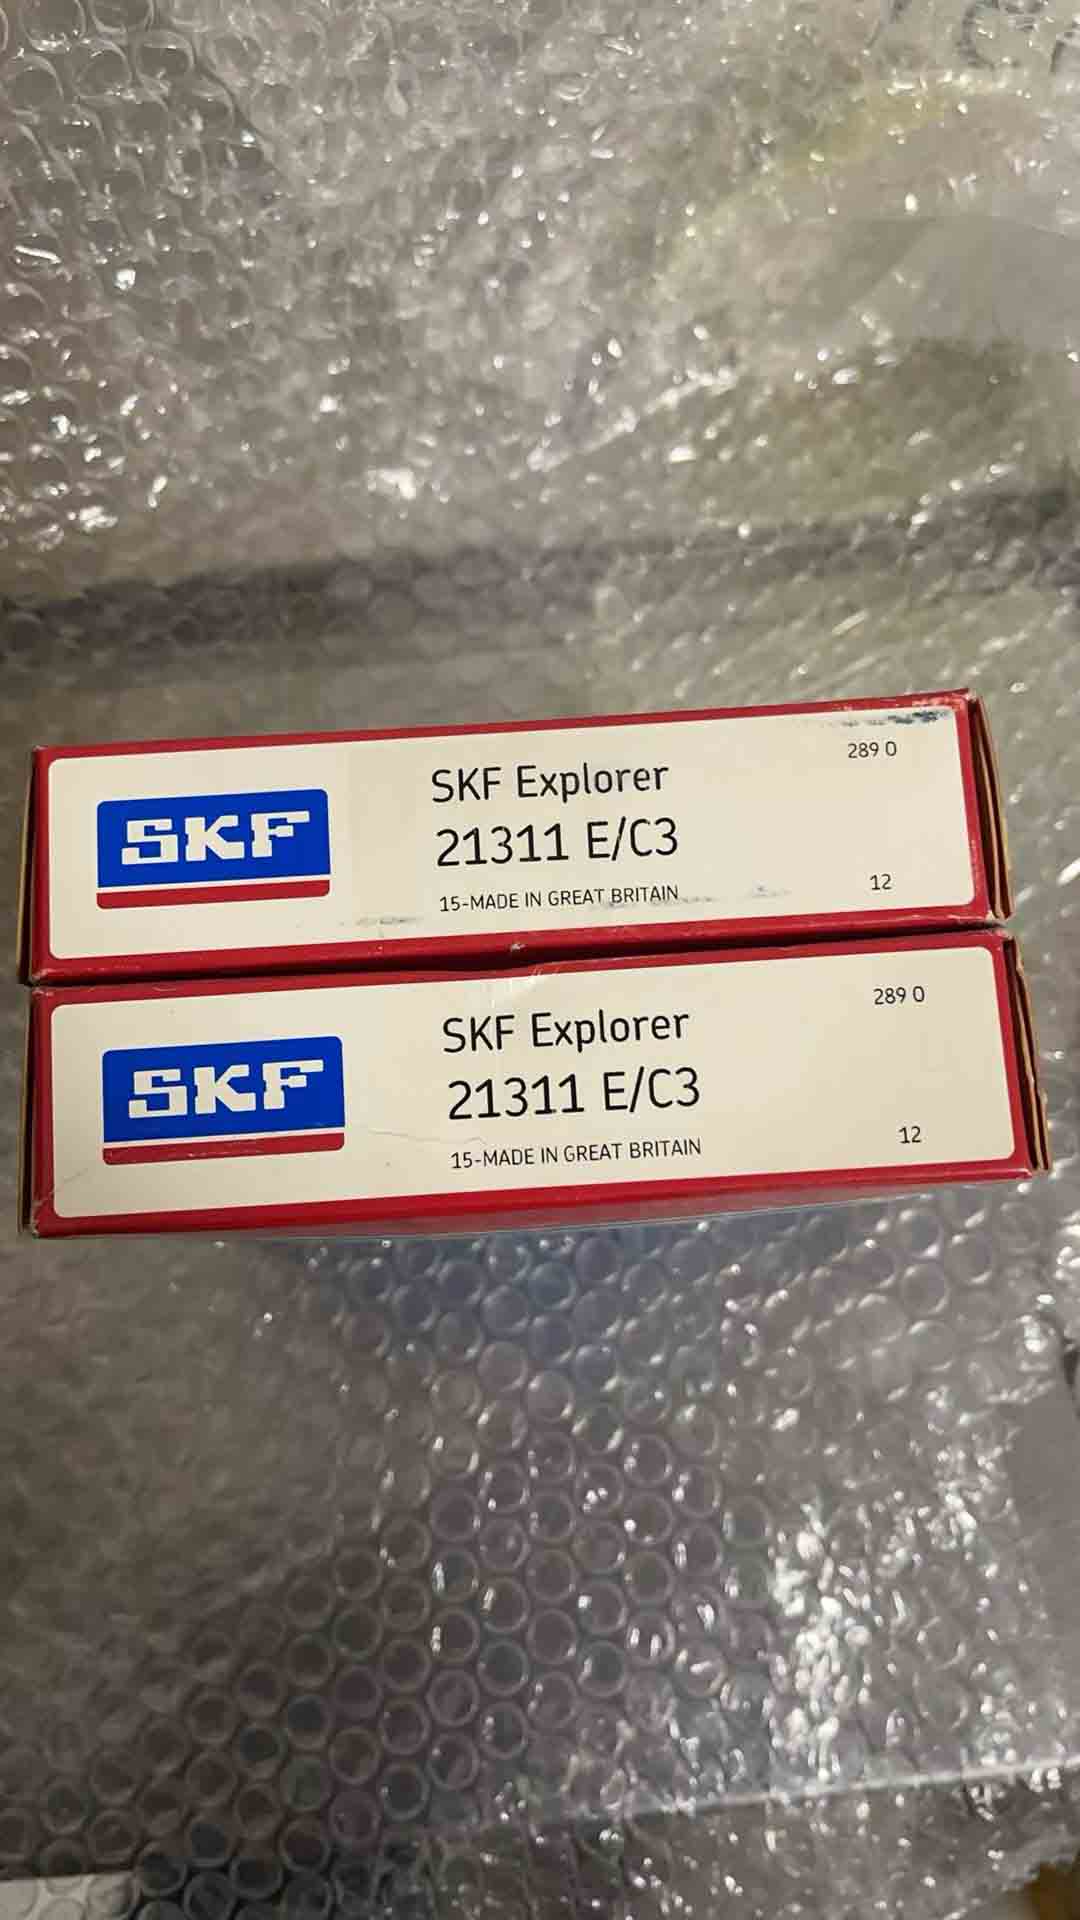 SKF
SKF Explorer
289 0
21311 E/C3
15-MADE IN GREAT BRITAIN
12
SKF
SKF Explorer
289 0
21311 E/C3
15-MADE IN GREAT BRITAIN
12